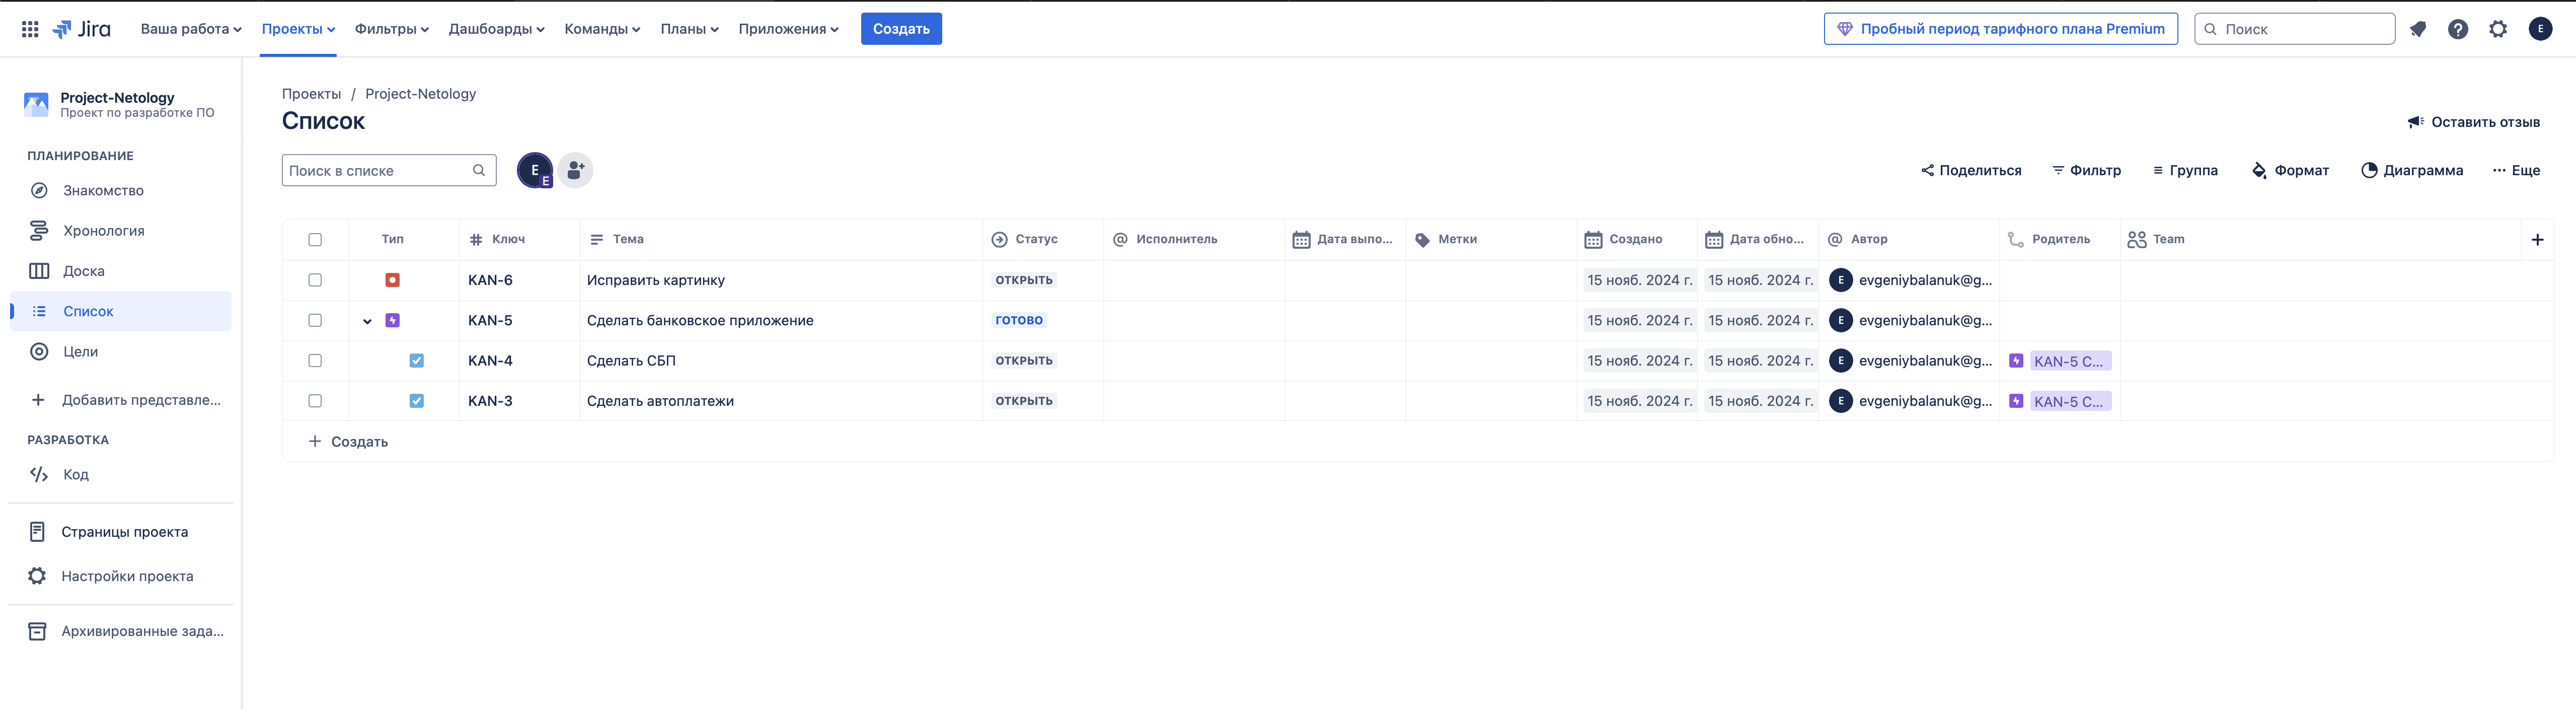 Jira Ваша работа Проекты Фильтры Дашборды Команды Планы Приложения Создать Пробный период тарифного плана Premium Поиск E
Project-Netology
Проект по разработке ПО
ПЛАНИРОВАНИЕ
Знакомство
Хронология
Доска
Список
Цели
Добавить представле...
РАЗРАБОТКА
Код
Страницы проекта
Настройки проекта
Архивированные зада...
Проекты / Project-Netology
Список
Оставить отзыв
Поиск в списке E E Поделиться Фильтр Группа Формат Диаграмма Еще
Тип Ключ Тема Статус Исполнитель Дата выпо... Метки Создано Дата обно... Автор Родитель Team
KAN-6 Исправить картинку ОТКРЫТЬ 15 нояб. 2024 г. 15 нояб. 2024 г. E evgeniybalanuk@g...
KAN-5 Сделать банковское приложение ГОТОВО 15 нояб. 2024 г. 15 нояб. 2024 г. E evgeniybalanuk@g...
KAN-4 Сделать СБП ОТКРЫТЬ 15 нояб. 2024 г. 15 нояб. 2024 г. E evgeniybalanuk@g... KAN-5 С...
KAN-3 Сделать автоплатежи ОТКРЫТЬ 15 нояб. 2024 г. 15 нояб. 2024 г. E evgeniybalanuk@g... KAN-5 С...
Создать